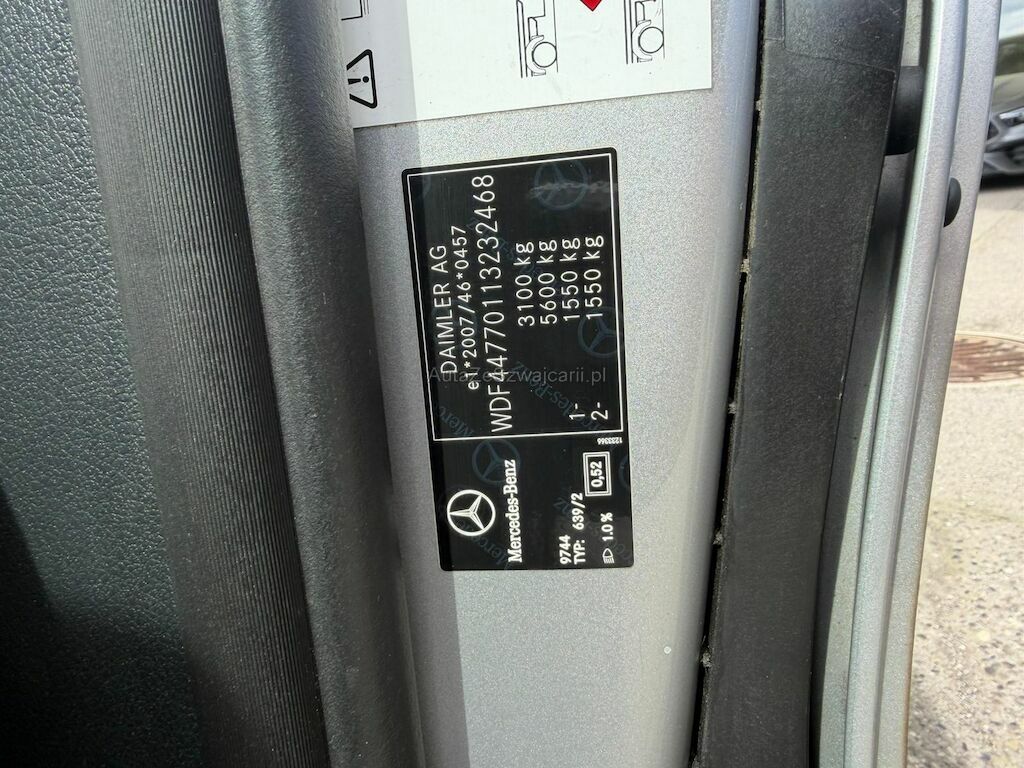 DAIMLER AG
e1*2007/46*0457
WDF44770113232468
3100 kg
5600 kg
1- 1550 kg
2- 1550 kg
1233368
Mercedes-Benz
9744
TYP: 639/2 0,52
1.0 %
AutaZeSzwajcarii.pl